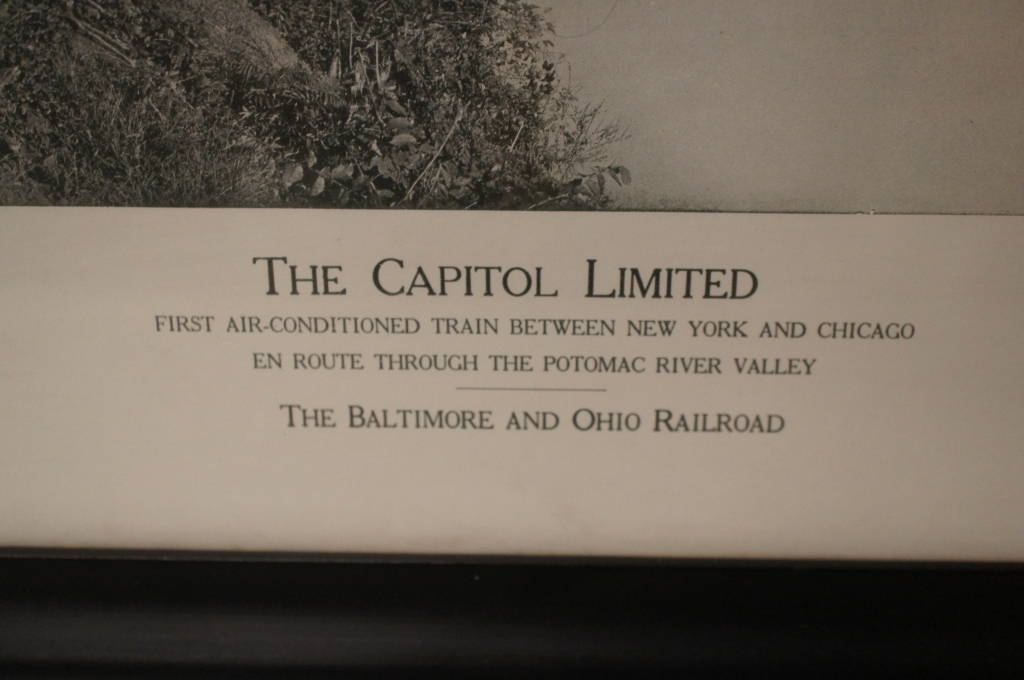 THE CAPITOL LIMITED
FIRST AIR-CONDITIONED TRAIN BETWEEN NEW YORK AND CHICAGO
EN ROUTE THROUGH THE POTOMAC RIVER VALLEY
THE BALTIMORE AND OHIO RAILROAD